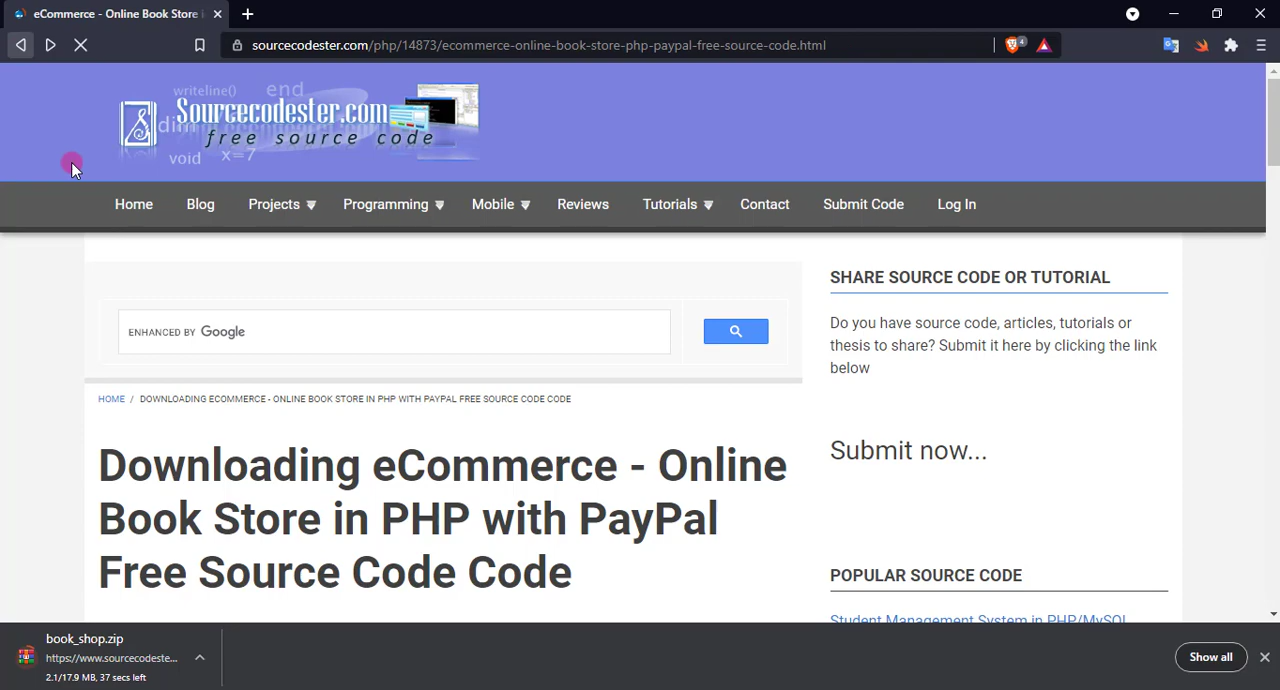 eCommerce - Online Book Store i
sourcecodester.com/php/14873/ecommerce-online-book-store-php-paypal-free-source-code.html
4
writeline() end
Sourcecodester.com
dim
free source code
void x=7
Home Blog Projects Programming Mobile Reviews Tutorials Contact Submit Code Log In
ENHANCED BY Google
SHARE SOURCE CODE OR TUTORIAL
Do you have source code, articles, tutorials or
thesis to share? Submit it here by clicking the link
below
Submit now...
HOME / DOWNLOADING ECOMMERCE - ONLINE BOOK STORE IN PHP WITH PAYPAL FREE SOURCE CODE CODE
Downloading eCommerce - Online
Book Store in PHP with PayPal
Free Source Code Code
POPULAR SOURCE CODE
Student Management System in PHP/MySQL
book_shop.zip
https://www.sourcecodeste...
2.1/17.9 MB, 37 secs left
Show all